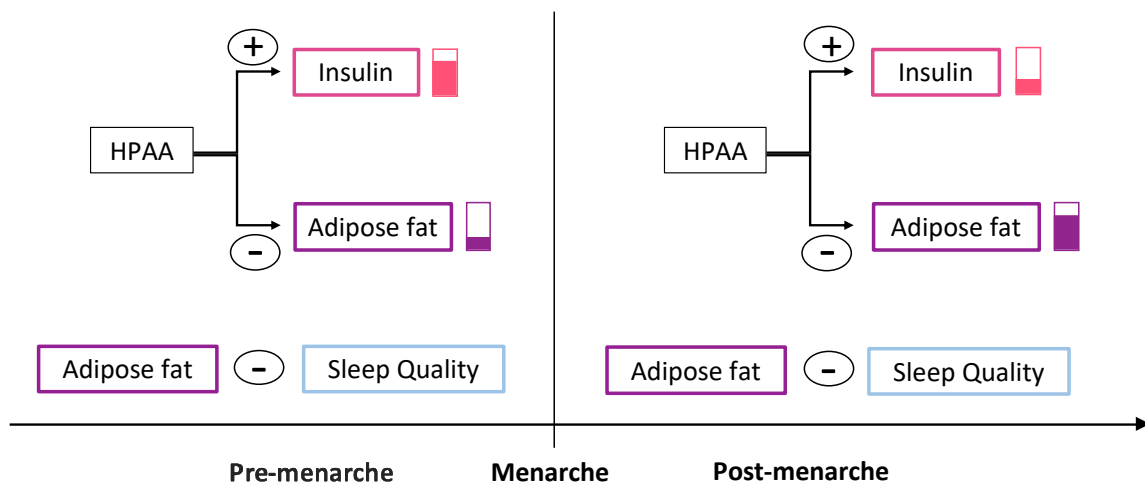 +
Insulin
HPAA
Adipose fat
-
Adipose fat
-
Sleep Quality
+
Insulin
HPAA
Adipose fat
-
Adipose fat
-
Sleep Quality
Pre-menarche
Menarche
Post-menarche